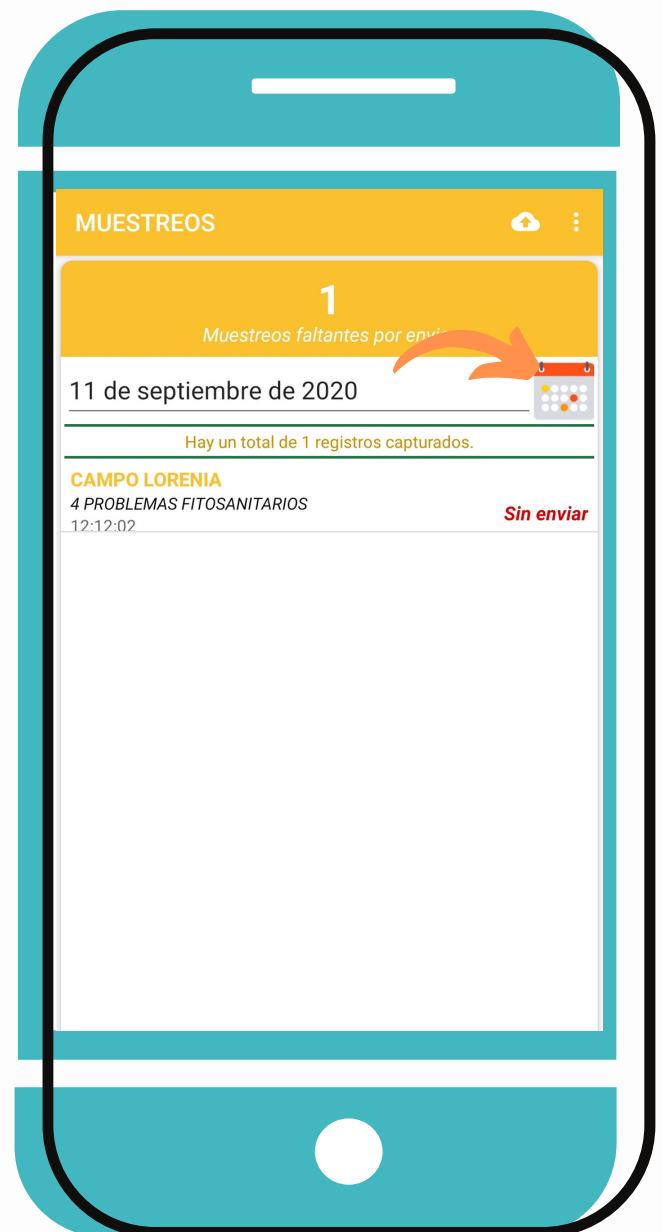 MUESTREOS
1
Muestreos faltantes por enviar
11 de septiembre de 2020
Hay un total de 1 registros capturados.
CAMPO LORENIA
4 PROBLEMAS FITOSANITARIOS
Sin enviar
12:12:02